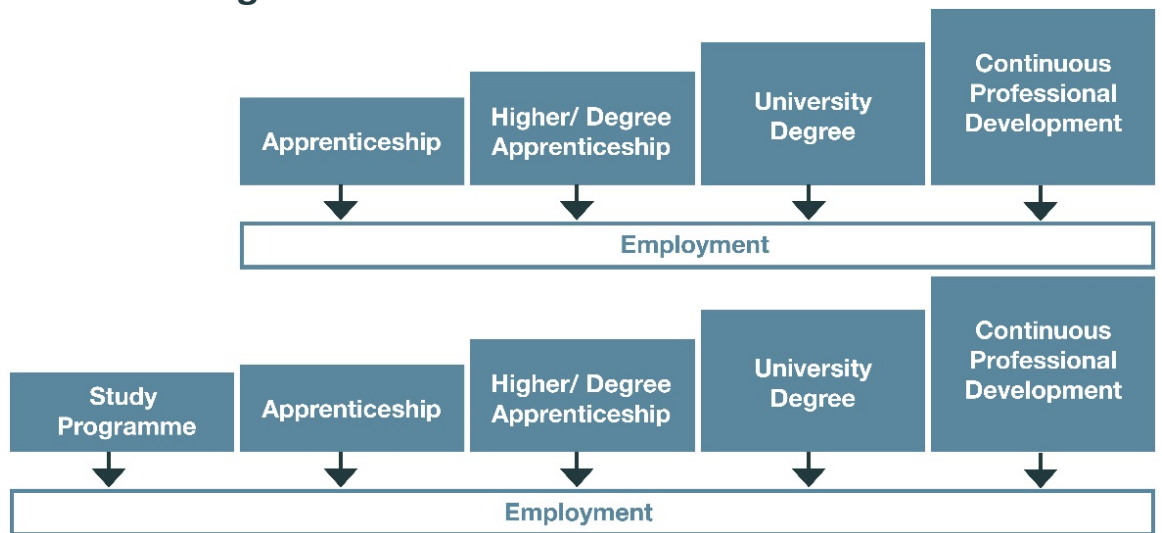 Apprenticeship
Higher/ Degree
Apprenticeship
University
Degree
Continuous
Professional
Development
Employment
Study
Programme
Apprenticeship
Higher/ Degree
Apprenticeship
University
Degree
Continuous
Professional
Development
Employment